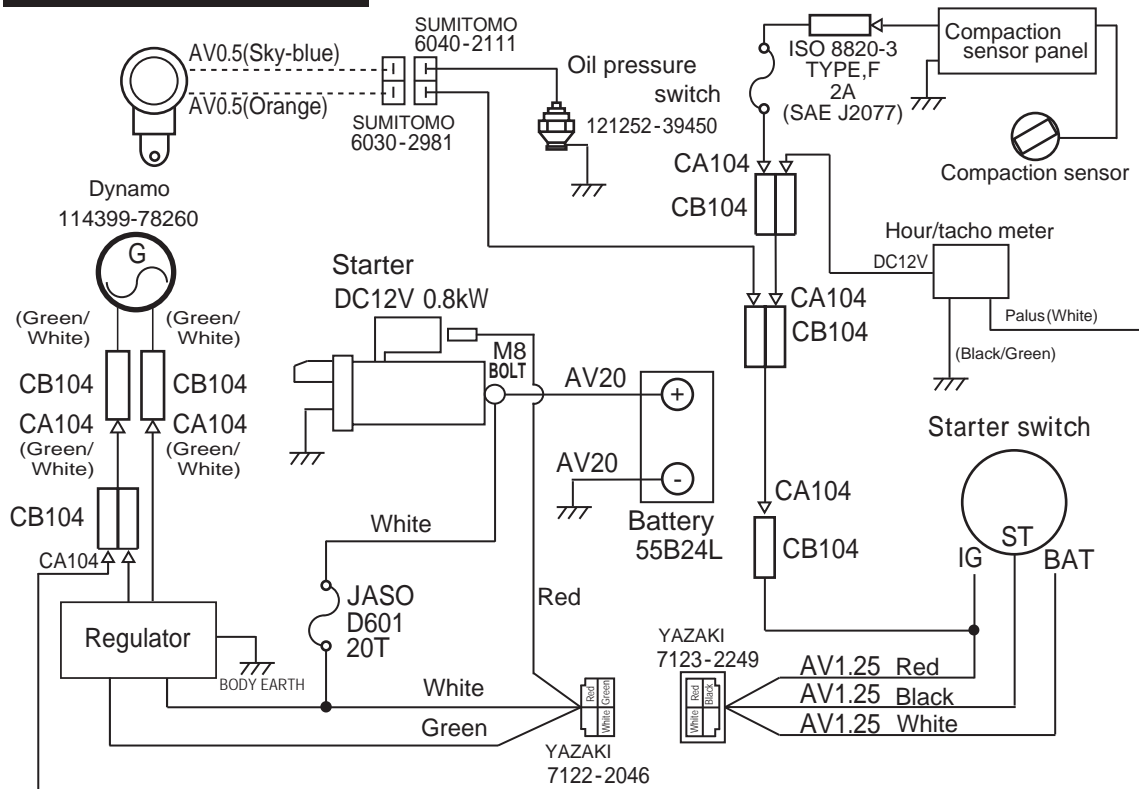 SUMITOMO
6040-2111
AV0.5(Sky-blue)
AV0.5(Orange)
SUMITOMO
6030-2981
Oil pressure
switch
121252-39450
ISO 8820-3
TYPE,F
2A
(SAE J2077)
Compaction
sensor panel
Compaction sensor
CA104
CB104
Dynamo
114399-78260
G
Hour/tacho meter
DC12V
Palus(White)
(Black/Green)
Starter
DC12V 0.8kW
M8
BOLT
CA104
CB104
(Green/
White)
(Green/
White)
CB104
CB104
CA104
CA104
(Green/
White)
(Green/
White)
AV20
+
AV20
-
Battery
55B24L
Starter switch
ST
IG
BAT
CA104
CB104
CB104
CA104
White
JASO
D601
20T
Red
Regulator
BODY EARTH
White
Green
Red
Green
White
YAZAKI
7122-2046
YAZAKI
7123-2249
Red
Black
White
AV1.25 Red
AV1.25 Black
AV1.25 White